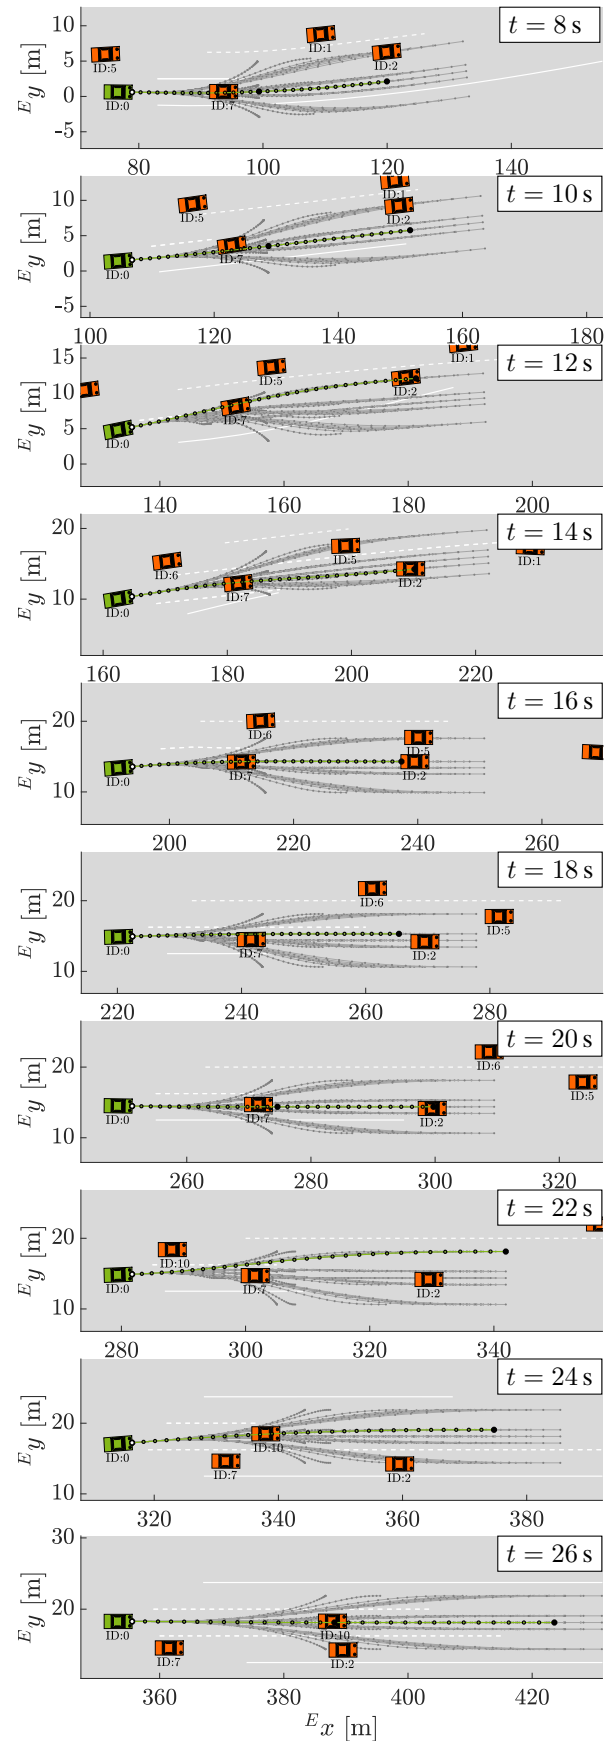 10 t = 8 s
ID:5 ID:1 ID:2
5
0
-5
ID:0 ID:7
E y [m]
80 100 120 140
10 t = 10 s
ID:5 ID:1 ID:2
5
0
-5
ID:0 ID:7
E y [m]
100 120 140 160 180
15 t = 12 s
ID:5 ID:1
10
ID:2
5
0
ID:0 ID:7
E y [m]
140 160 180 200
20 t = 14 s
ID:6 ID:5 ID:1
10
ID:0 ID:7 ID:2
E y [m]
160 180 200 220
20 t = 16 s
ID:6 ID:5
10
ID:0 ID:7 ID:2
E y [m]
200 220 240 260
20 t = 18 s
ID:6 ID:5
10
ID:0 ID:7 ID:2
E y [m]
220 240 260 280
20 t = 20 s
ID:6 ID:5
10
ID:0 ID:7 ID:2
E y [m]
260 280 300 320
20 t = 22 s
ID:10
10
ID:0 ID:7 ID:2
E y [m]
280 300 320 340
20 t = 24 s
ID:10
10
ID:0 ID:7 ID:2
E y [m]
320 340 360 380
30 t = 26 s
20
ID:0 ID:10
ID:7 ID:2
E y [m]
360 380 400 420
E x [m]